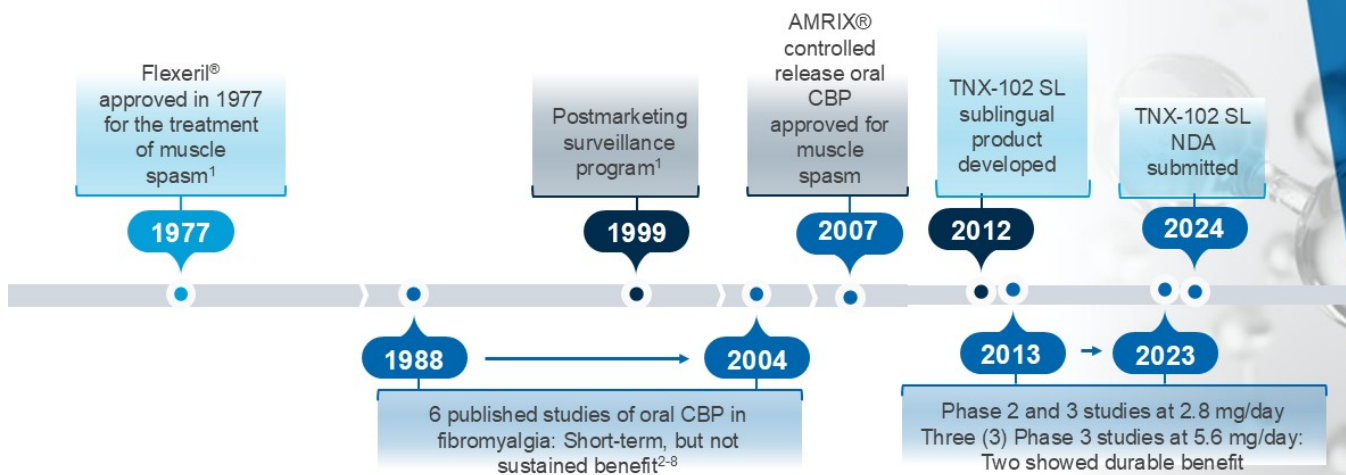 Flexeril®
approved in 1977
for the treatment
of muscle
spasm¹
1977
Postmarketing
surveillance
program¹
1999
AMRIX®
controlled
release oral
CBP
approved for
muscle
spasm
2007
TNX-102 SL
sublingual
product
developed
2012
TNX-102 SL
NDA
submitted
2024
1988
2004
6 published studies of oral CBP in
fibromyalgia: Short-term, but not
sustained benefit²⁻⁸
2013
2023
Phase 2 and 3 studies at 2.8 mg/day
Three (3) Phase 3 studies at 5.6 mg/day:
Two showed durable benefit